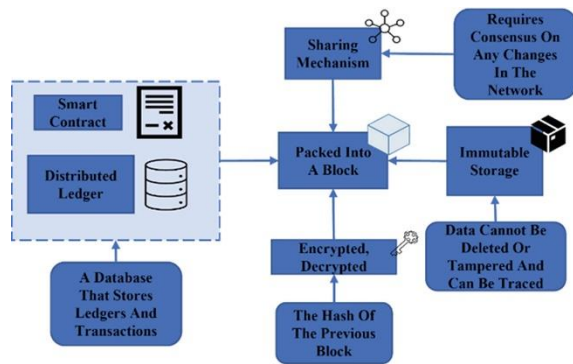 Sharing
Mechanism
Requires
Consensus On
Any Changes
In The
Network
Smart
Contract
Distributed
Ledger
Packed Into
A Block
Immutable
Storage
Encrypted,
Decrypted
Data Cannot Be
Deleted Or
Tampered And
Can Be Traced
A Database
That Stores
Ledgers And
Transactions
The Hash Of
The Previous
Block